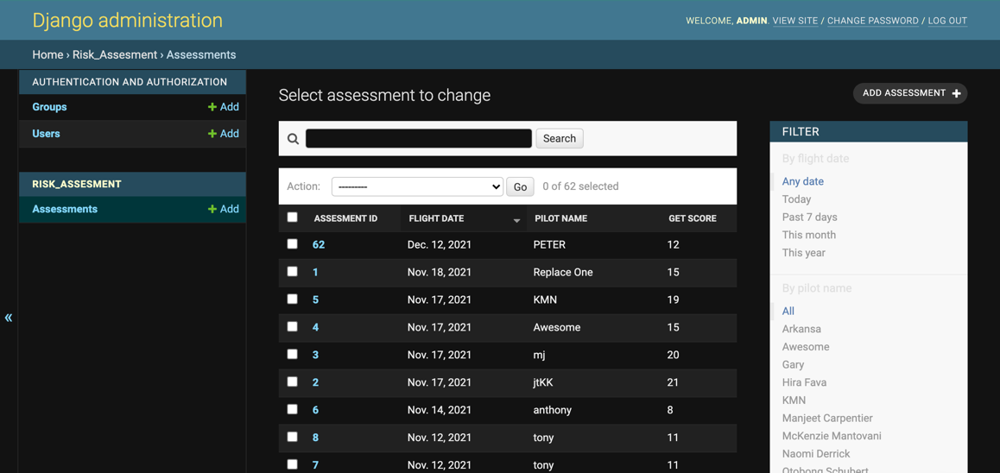 Django administration
WELCOME, ADMIN. VIEW SITE / CHANGE PASSWORD / LOG OUT
Home › Risk_Assesment › Assessments
AUTHENTICATION AND AUTHORIZATION
Groups
+ Add
Users
+ Add
RISK_ASSESMENT
Assessments
+ Add
«
Select assessment to change
ADD ASSESSMENT +
Search
Action:
---------
Go
0 of 62 selected
ASSESMENT ID FLIGHT DATE PILOT NAME GET SCORE
62 Dec. 12, 2021 PETER 12
1 Nov. 18, 2021 Replace One 15
5 Nov. 17, 2021 KMN 19
4 Nov. 17, 2021 Awesome 15
3 Nov. 17, 2021 mj 20
2 Nov. 17, 2021 jtKK 21
6 Nov. 14, 2021 anthony 8
8 Nov. 12, 2021 tony 11
7 Nov. 12, 2021 tony 11
FILTER
By flight date
Any date
Today
Past 7 days
This month
This year
By pilot name
All
Arkansa
Awesome
Gary
Hira Fava
KMN
Manjeet Carpentier
McKenzie Mantovani
Naomi Derrick
Otobong Schubert